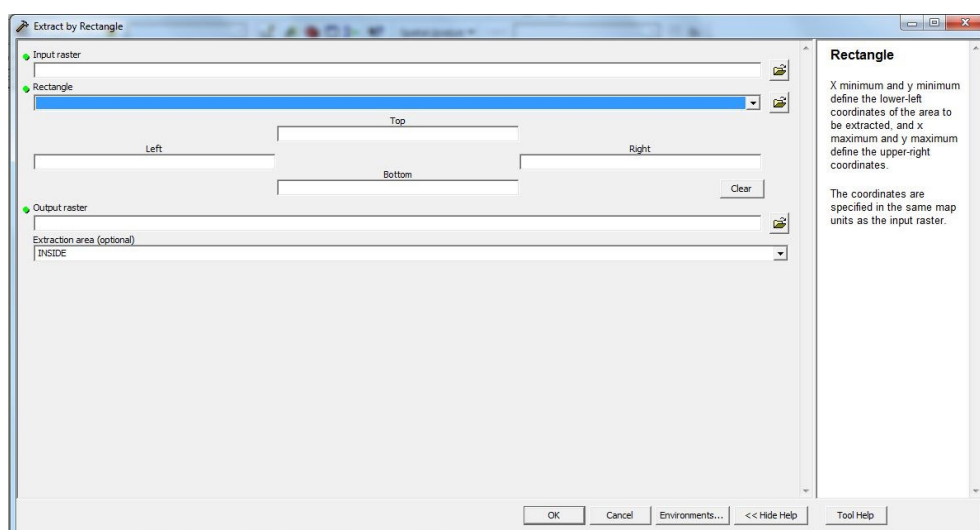 Extract by Rectangle
Input raster
Rectangle
Top
Left
Right
Bottom
Clear
Output raster
Extraction area (optional)
INSIDE
OK
Cancel
Environments...
<< Hide Help
Tool Help
Rectangle
X minimum and y minimum
define the lower-left
coordinates of the area to
be extracted, and x
maximum and y maximum
define the upper-right
coordinates.
The coordinates are
specified in the same map
units as the input raster.